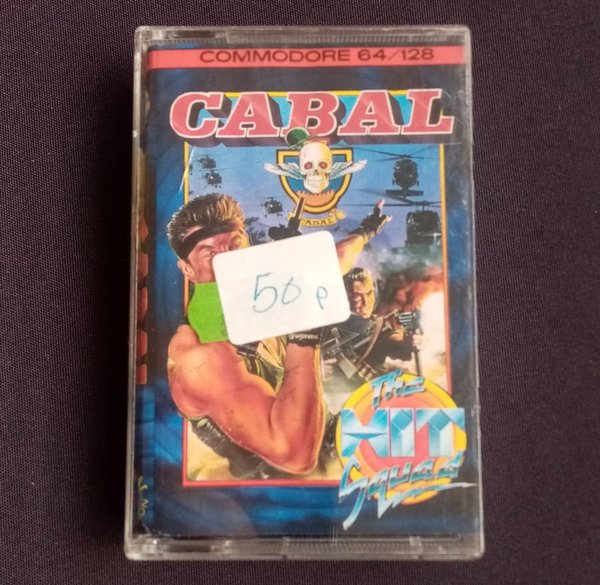 COMMODORE 64/128
CABAL
CABAL
50p
The
HIT
Squad